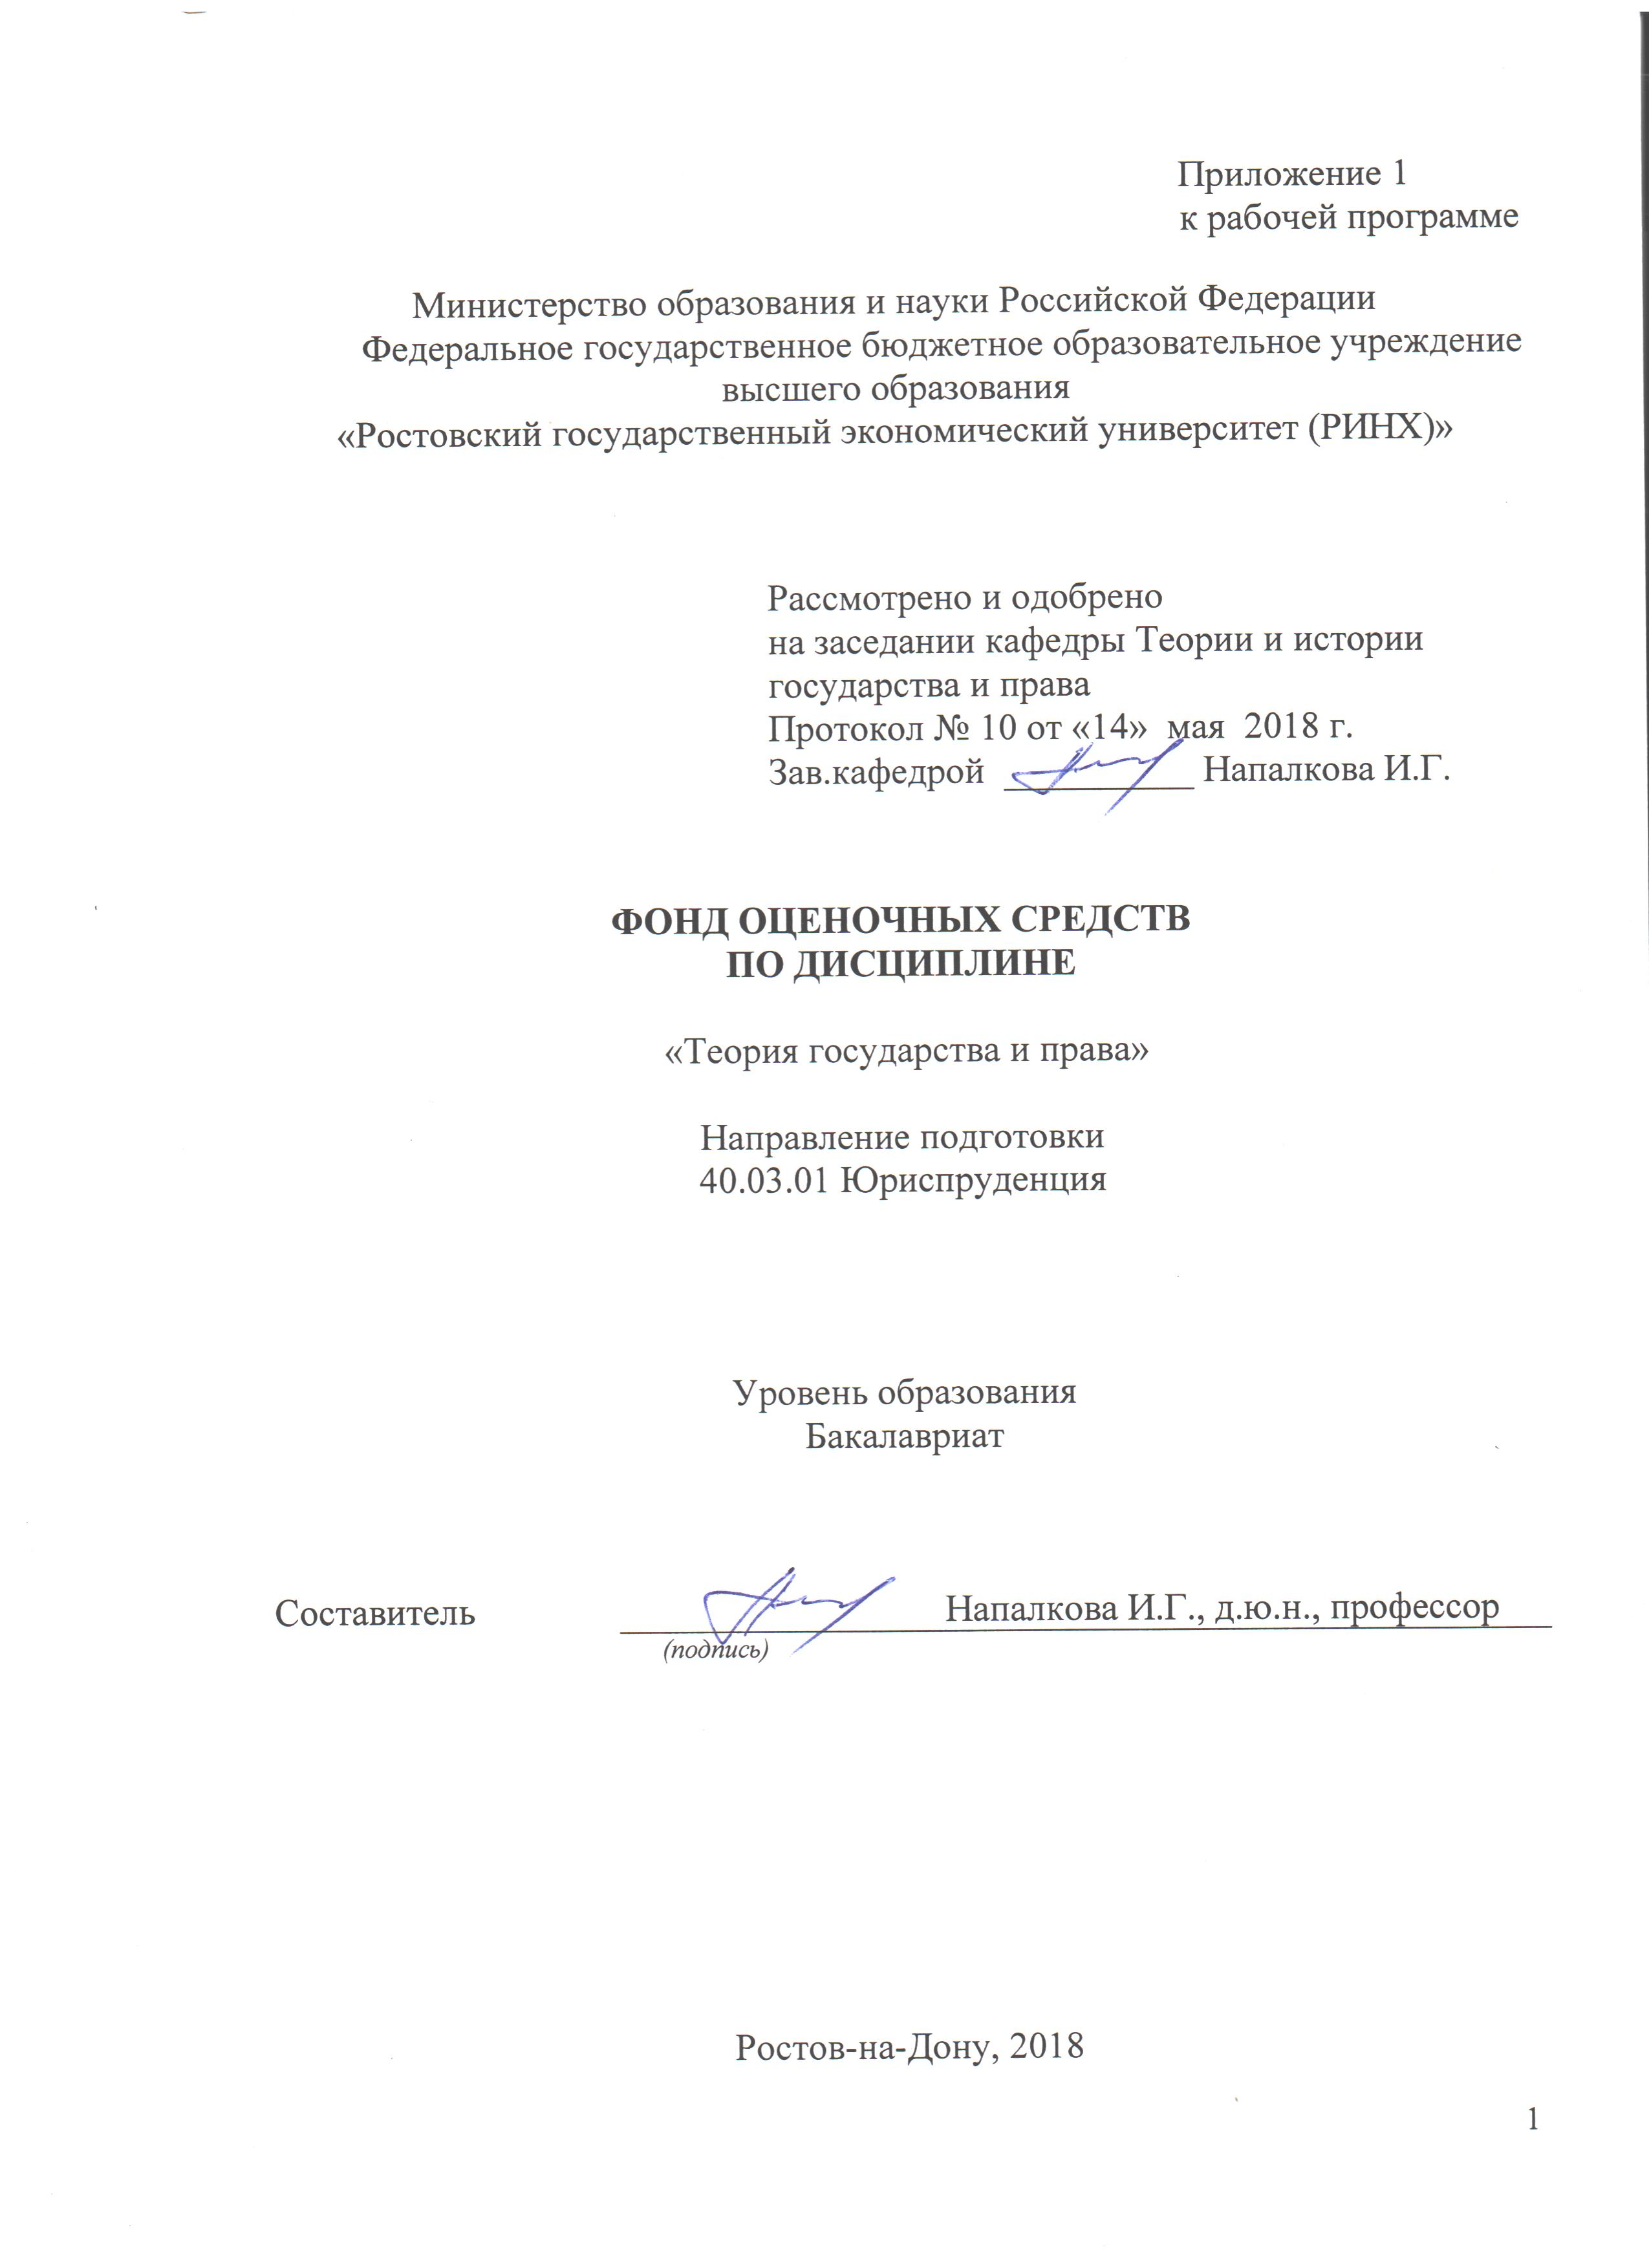 Приложение 1
к рабочей программе
Министерство образования и науки Российской Федерации
Федеральное государственное бюджетное образовательное учреждение
высшего образования
«Ростовский государственный экономический университет (РИНХ)»
Рассмотрено и одобрено
на заседании кафедры Теории и истории
государства и права
Протокол № 10 от «14» мая 2018 г.
Зав.кафедрой Напалкова И.Г.
ФОНД ОЦЕНОЧНЫХ СРЕДСТВ
ПО ДИСЦИПЛИНЕ
«Теория государства и права»
Направление подготовки
40.03.01 Юриспруденция
Уровень образования
Бакалавриат
Составитель Напалкова И.Г., д.ю.н., профессор
(подпись)
Ростов-на-Дону, 2018
1